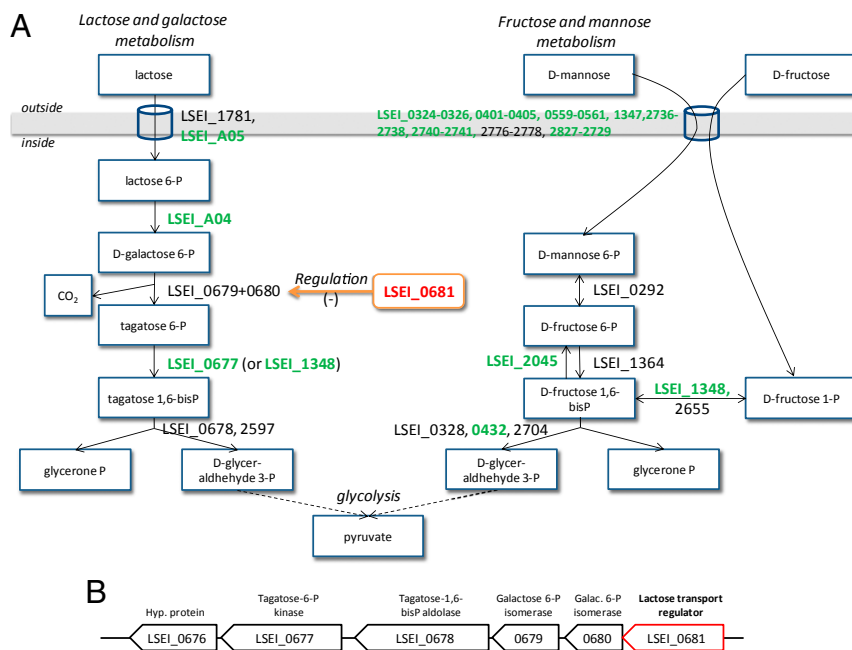 A
Lactose and galactose
metabolism
Fructose and mannose
metabolism
lactose
D-mannose
D-fructose
outside
inside
LSEI_1781,
LSEI_A05
LSEI_0324-0326, 0401-0405, 0559-0561, 1347,2736-
2738, 2740-2741, 2776-2778, 2827-2729
lactose 6-P
LSEI_A04
D-galactose 6-P
D-mannose 6-P
CO2
LSEI_0679+0680
Regulation
(-)
LSEI_0681
LSEI_0292
tagatose 6-P
D-fructose 6-P
LSEI_0677 (or LSEI_1348)
LSEI_2045
LSEI_1364
tagatose 1,6-bisP
D-fructose 1,6-
bisP
LSEI_1348,
2655
D-fructose 1-P
LSEI_0678, 2597
LSEI_0328, 0432, 2704
glycerone P
D-glycer-
aldhehyde 3-P
D-glycer-
aldhehyde 3-P
glycerone P
glycolysis
pyruvate
B
Hyp. protein
Tagatose-6-P
kinase
Tagatose-1,6-
bisP aldolase
Galactose 6-P
isomerase
Galac. 6-P
isomerase
Lactose transport
regulator
LSEI_0676
LSEI_0677
LSEI_0678
0679
0680
LSEI_0681